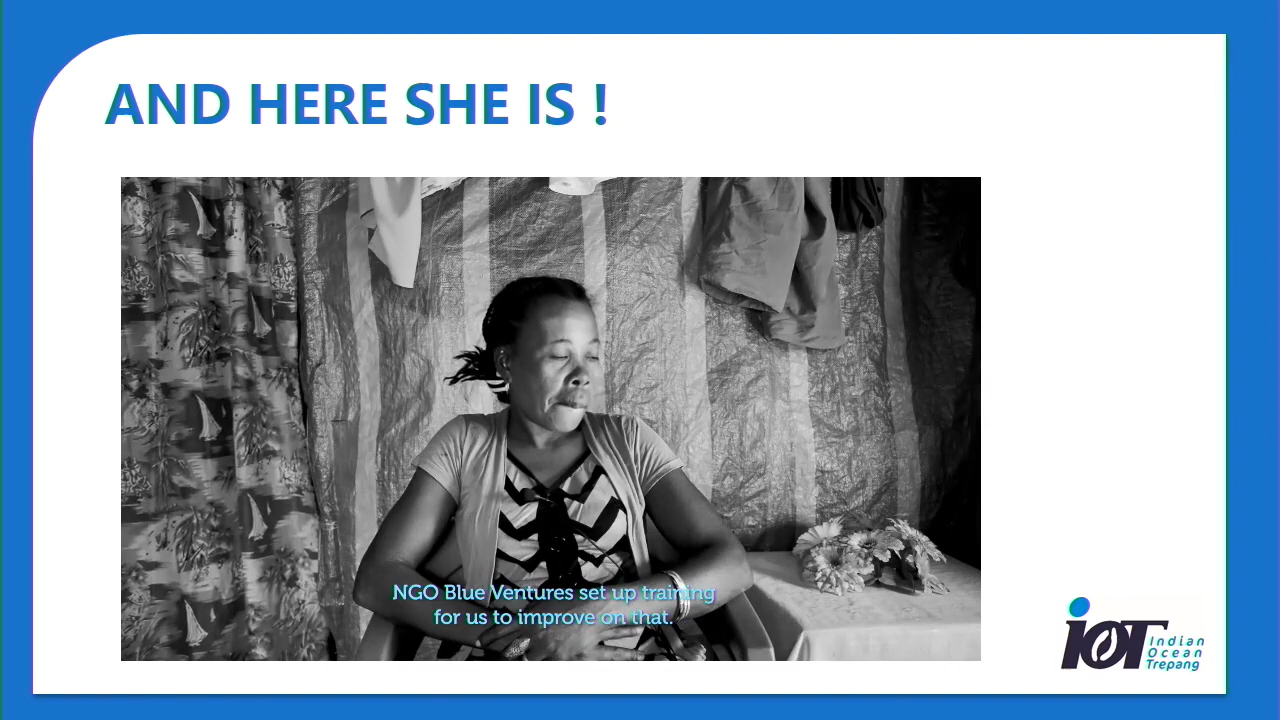 AND HERE SHE IS !
NGO Blue Ventures set up training
for us to improve on that.
iOT
Indian
Ocean
Trepang